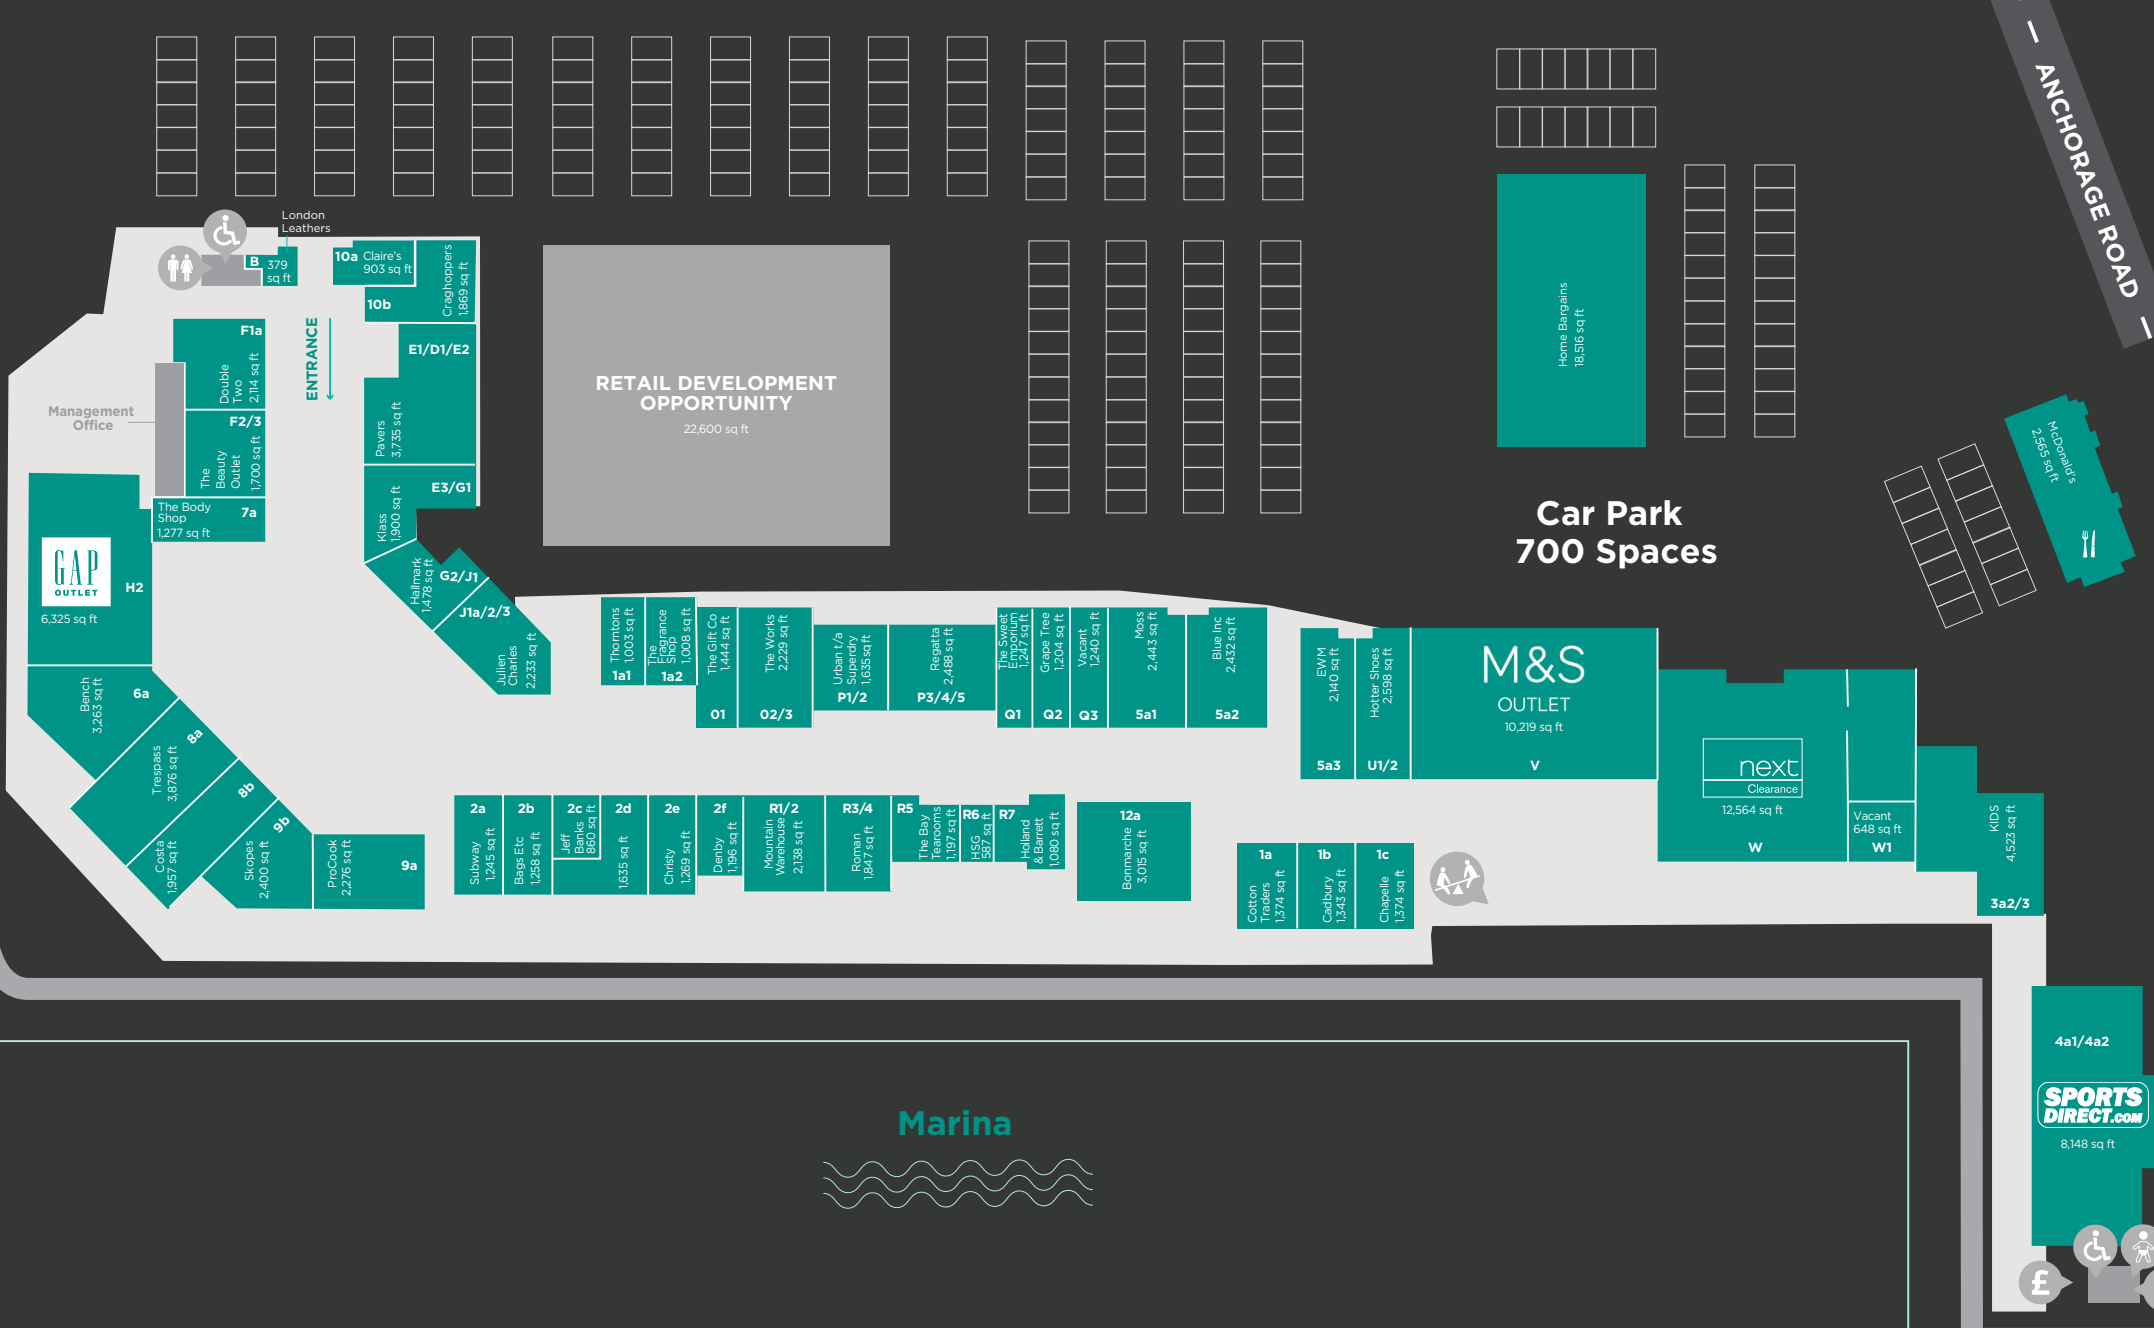 ANCHORAGE ROAD
London
Leathers
B
379
sq ft
10a
Claire's
903 sq ft
10b
Craghoppers
1,869 sq ft
ENTRANCE
F1a
Double
Two
2,114 sq ft
Management
Office
F2/3
The
Beauty
Outlet
1,700 sq ft
The Body
Shop
7a
1,277 sq ft
E1/D1/E2
Pavers
3,735 sq ft
E3/G1
Klass
1,900 sq ft
Hallmark
1,478 sq ft
G2/J1
J1a/2/3
Julien
Charles
2,233 sq ft
GAP
OUTLET
H2
6,325 sq ft
Bench
3,263 sq ft
6a
Trespass
3,876 sq ft
8a
Costa
1,957 sq ft
8b
Skopes
2,400 sq ft
9b
ProCook
2,276 sq ft
9a
RETAIL DEVELOPMENT
OPPORTUNITY
22,600 sq ft
Home Bargains
18,516 sq ft
McDonald's
2,565 sq ft
Car Park
700 Spaces
Thorntons
1,003 sq ft
1a1
The
Fragrance
Shop
1,008 sq ft
1a2
The Gift Co
1,444 sq ft
01
The Works
2,229 sq ft
02/3
Urban t/a
Superdry
1,635 sq ft
P1/2
Regatta
2,488 sq ft
P3/4/5
The Sweet
Emporium
1,247 sq ft
Q1
Grape Tree
1,204 sq ft
Q2
Vacant
1,240 sq ft
Q3
Moss
2,443 sq ft
5a1
Blue Inc
2,432 sq ft
5a2
EWM
2,140 sq ft
5a3
Hotter Shoes
2,598 sq ft
U1/2
M&S
OUTLET
10,219 sq ft
V
next
Clearance
12,564 sq ft
W
Vacant
648 sq ft
W1
KIDS
4,523 sq ft
3a2/3
2a
Subway
1,245 sq ft
2b
Bags Etc
1,258 sq ft
2c
Jeff
Banks
860 sq ft
2d
1,635 sq ft
2e
Christy
1,269 sq ft
2f
Denby
1,196 sq ft
R1/2
Mountain
Warehouse
2,138 sq ft
R3/4
Roman
1,847 sq ft
R5
The Bay
Tearooms
1,197 sq ft
R6
HSG
587 sq ft
R7
Holland
& Barrett
1,080 sq ft
12a
Bonmarche
3,015 sq ft
1a
Cotton
Traders
1,374 sq ft
1b
Cadbury
1,343 sq ft
1c
Chapelle
1,374 sq ft
4a1/4a2
SPORTS
DIRECT.COM
8,148 sq ft
£
Marina